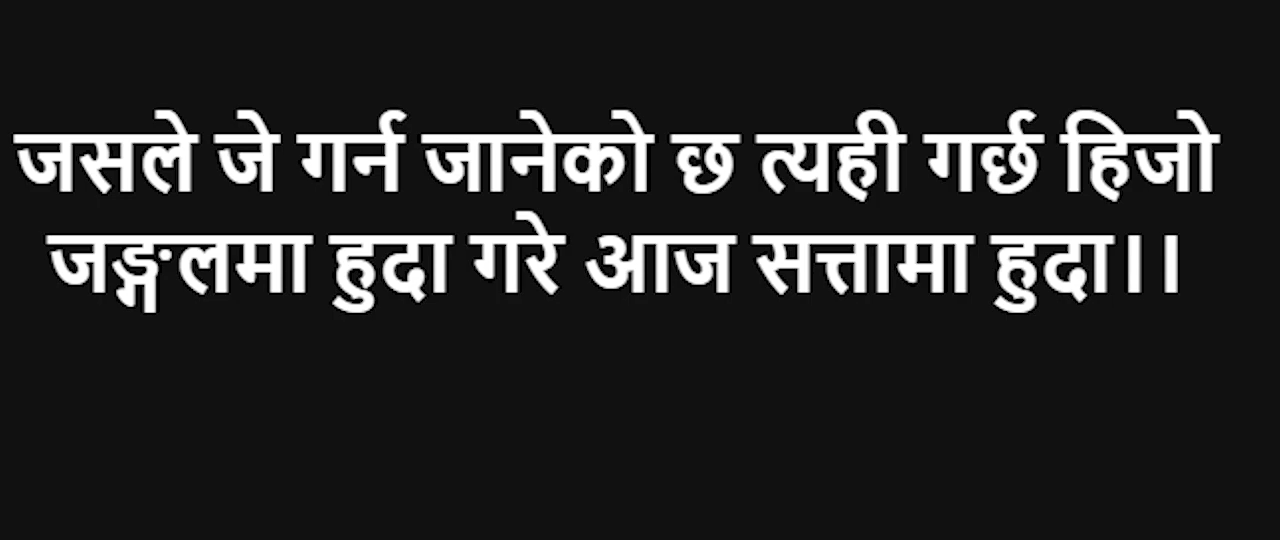 जसले जे गर्न जानेको छ त्यही गर्छ हिजो
जङ्गलमा हुदा गरे आज सत्तामा हुदा।।